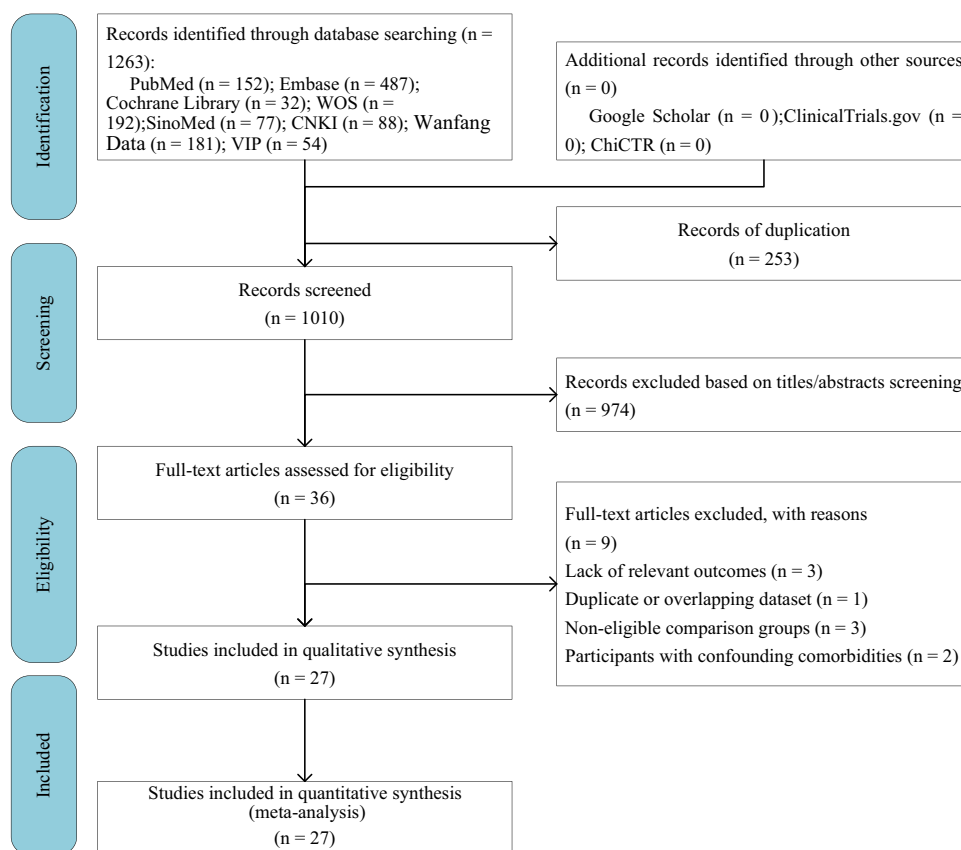 Identification
Records identified through database searching (n =
1263):
PubMed (n = 152); Embase (n = 487);
Cochrane Library (n = 32); WOS (n =
192);SinoMed (n = 77); CNKI (n = 88); Wanfang
Data (n = 181); VIP (n = 54)
Additional records identified through other sources
(n = 0)
Google Scholar (n = 0);ClinicalTrials.gov (n =
0); ChiCTR (n = 0)
Records of duplication
(n = 253)
Screening
Records screened
(n = 1010)
Records excluded based on titles/abstracts screening
(n = 974)
Eligibility
Full-text articles assessed for eligibility
(n = 36)
Full-text articles excluded, with reasons
(n = 9)
Lack of relevant outcomes (n = 3)
Duplicate or overlapping dataset (n = 1)
Non-eligible comparison groups (n = 3)
Participants with confounding comorbidities (n = 2)
Studies included in qualitative synthesis
(n = 27)
Included
Studies included in quantitative synthesis
(meta-analysis)
(n = 27)